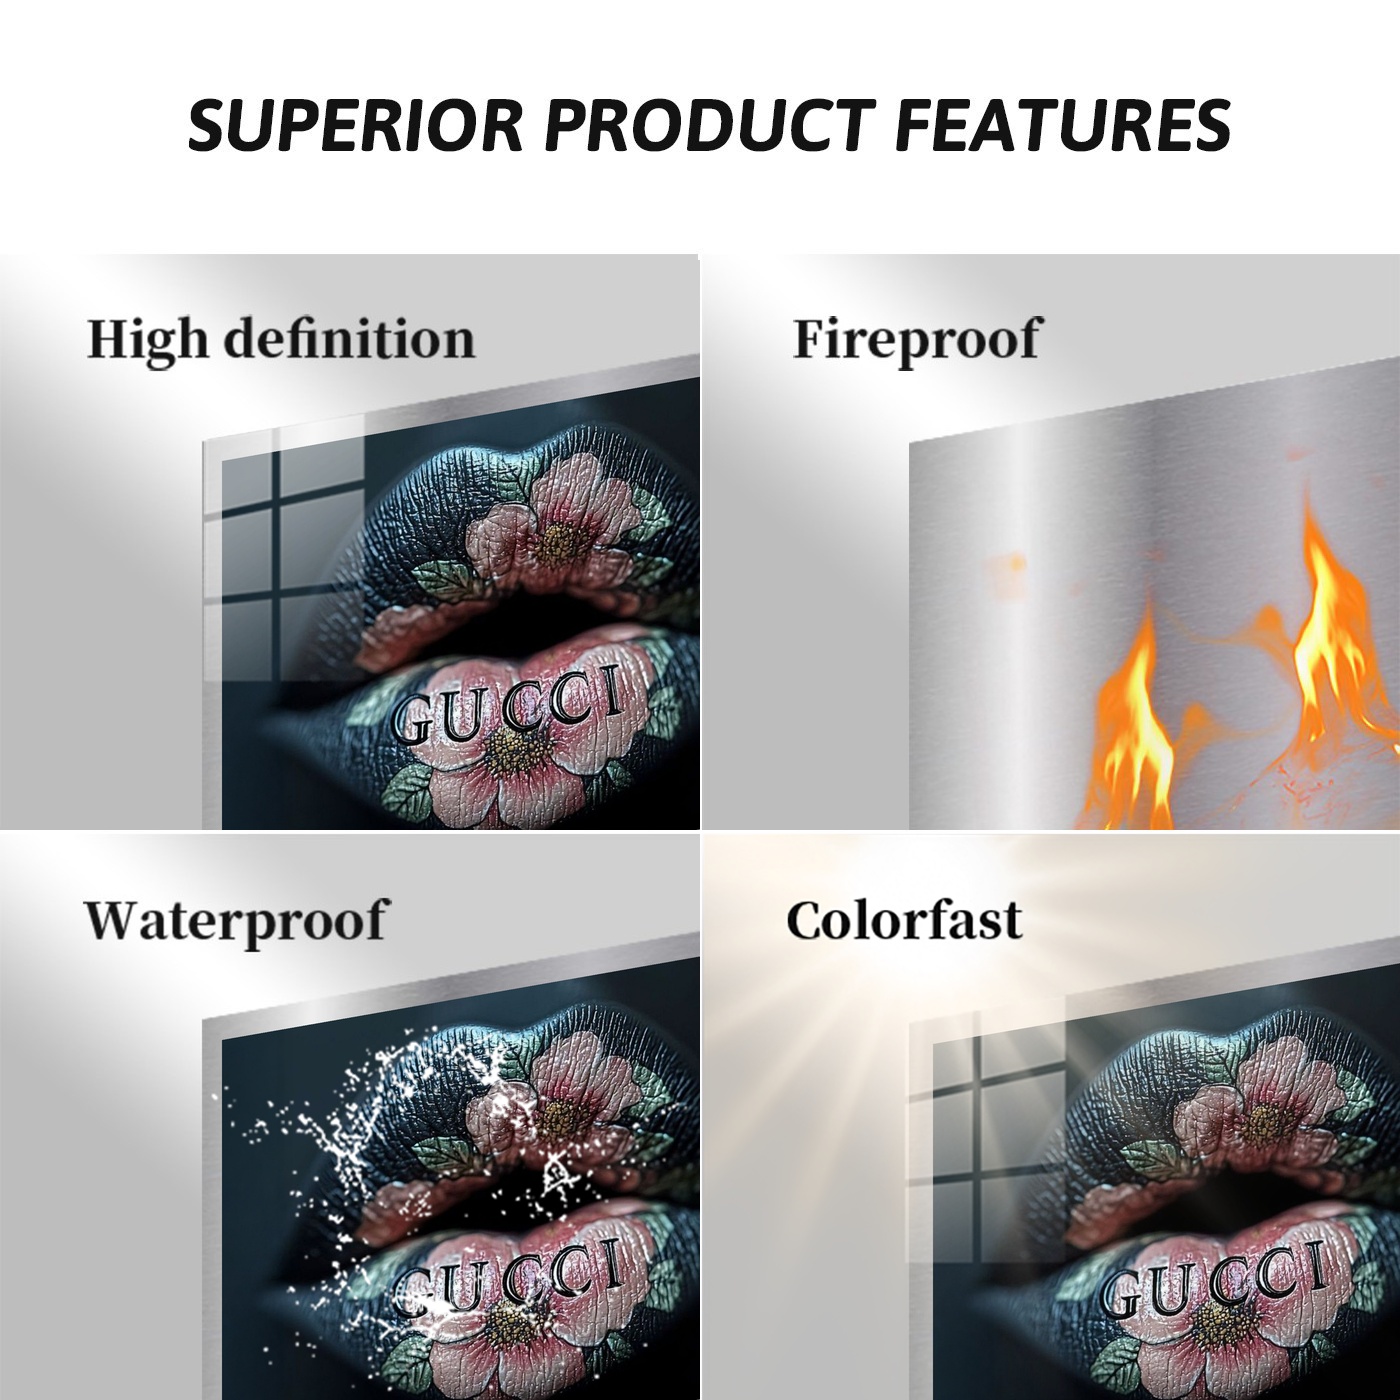 SUPERIOR PRODUCT FEATURES
High definition
Fireproof
GUCCI
Waterproof
Colorfast
GUCCI
GUCCI